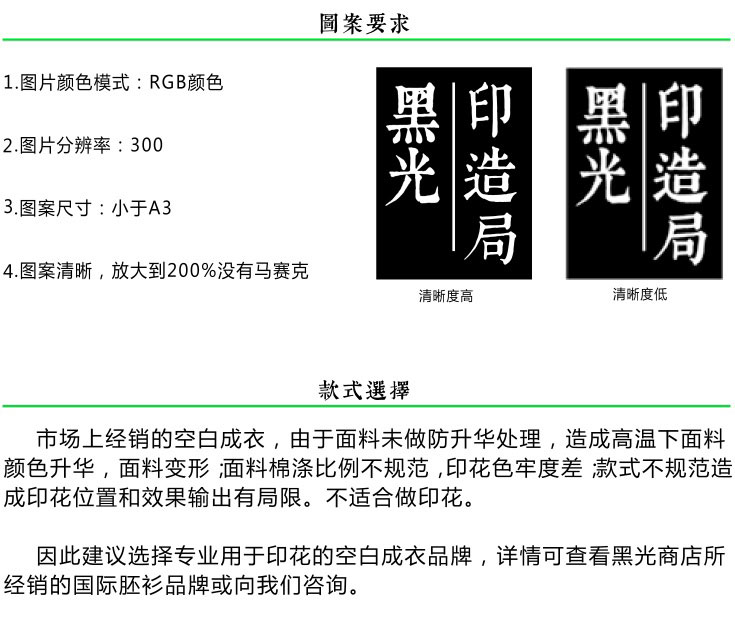 圖案要求
1.图片颜色模式：RGB颜色
2.图片分辨率：300
3.图案尺寸：小于A3
4.图案清晰，放大到200%没有马赛克
黑光
印造局
清晰度高
黑光
印造局
清晰度低
款式選擇
市场上经销的空白成衣，由于面料未做防升华处理，造成高温下面料
颜色升华，面料变形；面料棉涤比例不规范，印花色牢度差；款式不规范造
成印花位置和效果输出有局限。不适合做印花。
因此建议选择专业用于印花的空白成衣品牌，详情可查看黑光商店所
经销的国际胚衫品牌或向我们咨询。